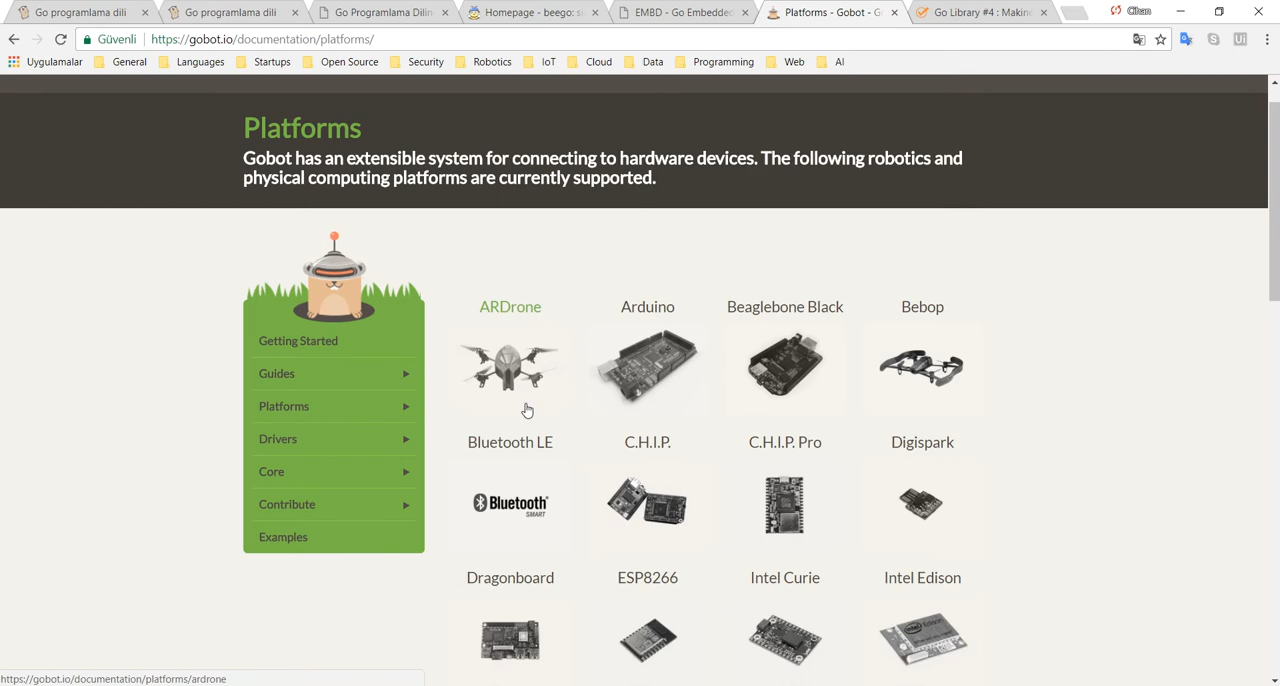 Go programlama dili
Go programlama dili
Go Programlama Dilin
Homepage - beego: si
EMBD - Go Embedded
Platforms - Gobot - G
Go Library #4 : Makine
Cihan
Güvenli
https://gobot.io/documentation/platforms/
Uygulamalar
General
Languages
Startups
Open Source
Security
Robotics
IoT
Cloud
Data
Programming
Web
AI
Platforms
Gobot has an extensible system for connecting to hardware devices. The following robotics and
physical computing platforms are currently supported.
Getting Started
Guides
Platforms
Drivers
Core
Contribute
Examples
ARDrone
Arduino
Beaglebone Black
Bebop
Bluetooth LE
C.H.I.P.
C.H.I.P. Pro
Digispark
Bluetooth
SMART
Dragonboard
ESP8266
Intel Curie
Intel Edison
https://gobot.io/documentation/platforms/ardrone